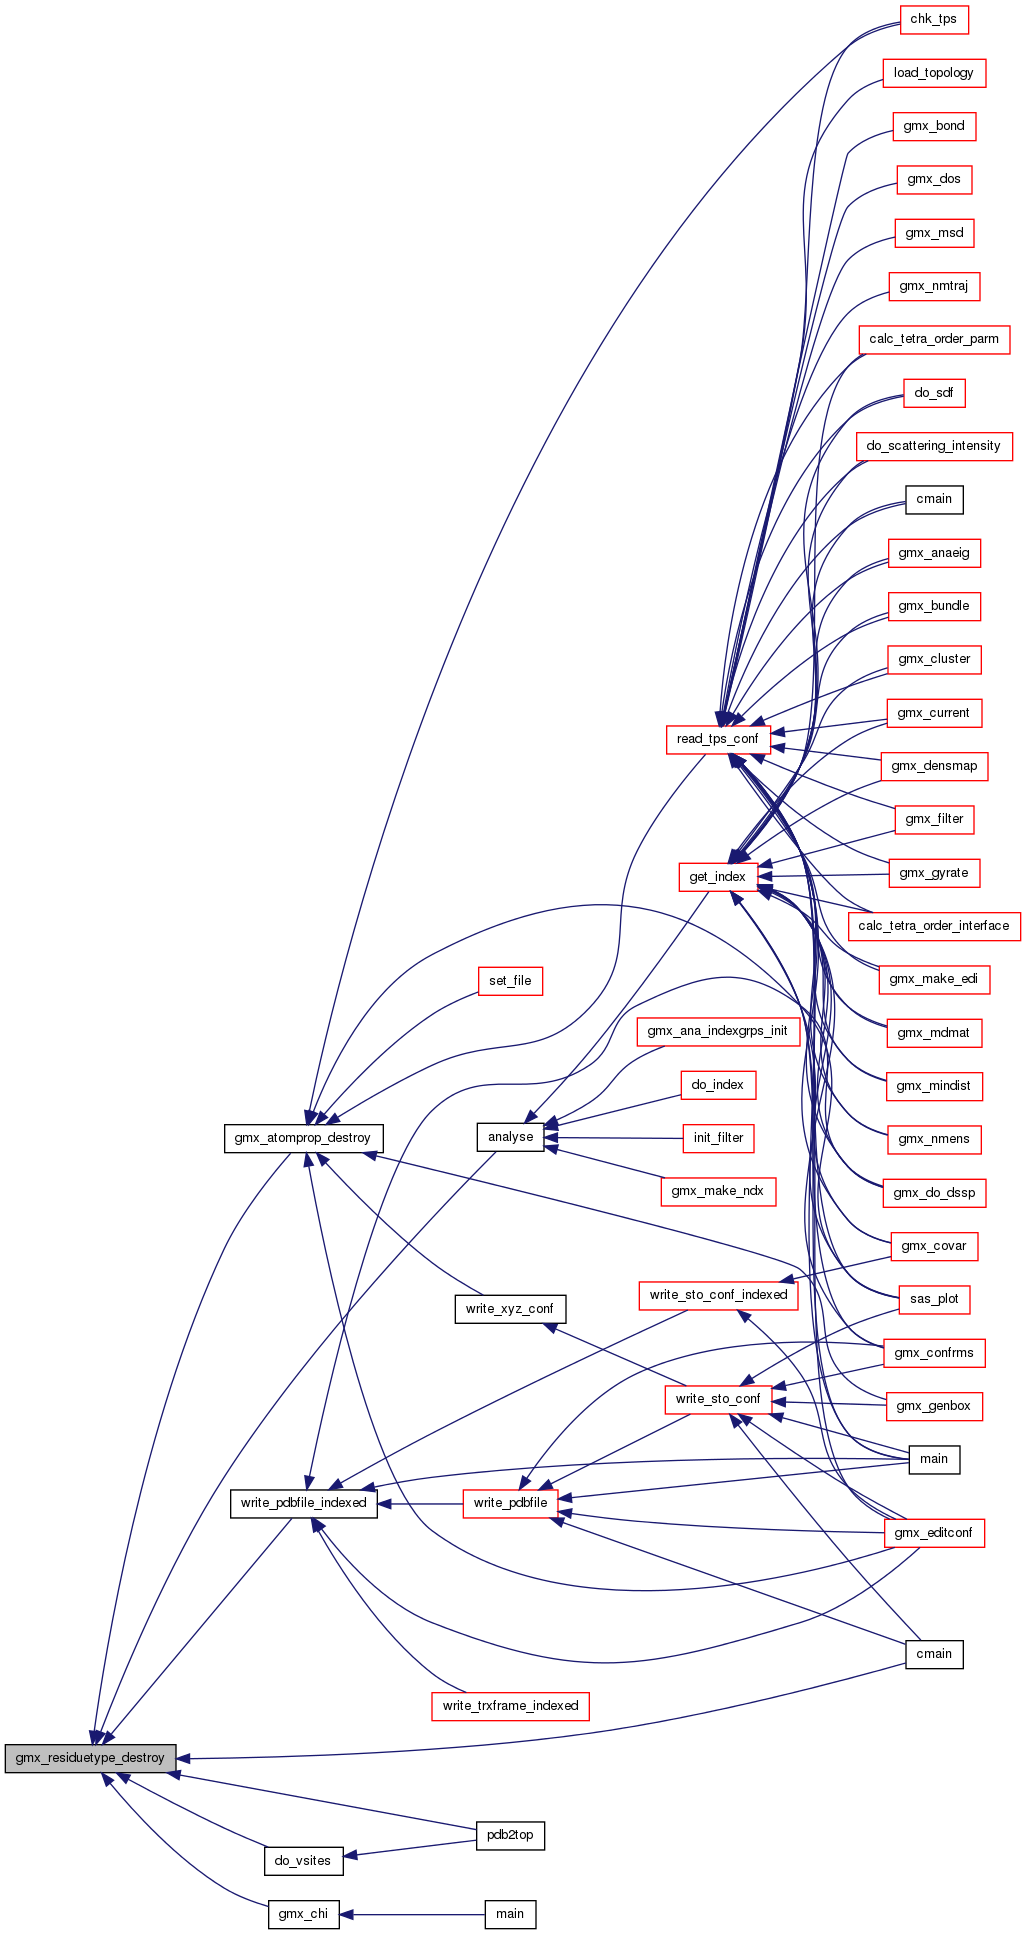 chk_tps
load_topology
gmx_bond
gmx_dos
gmx_msd
gmx_nmtraj
calc_tetra_order_parm
do_sdf
do_scattering_intensity
cmain
gmx_anaeig
gmx_bundle
gmx_cluster
gmx_current
read_tps_conf
gmx_densmap
gmx_filter
get_index
gmx_gyrate
calc_tetra_order_interface
set_file
gmx_make_edi
gmx_ana_indexgrps_init
gmx_mdmat
do_index
gmx_mindist
gmx_atomprop_destroy
analyse
init_filter
gmx_nmens
gmx_make_ndx
gmx_do_dssp
gmx_covar
write_sto_conf_indexed
sas_plot
write_xyz_conf
gmx_confrms
write_sto_conf
gmx_genbox
main
write_pdbfile_indexed
write_pdbfile
gmx_editconf
cmain
write_trxframe_indexed
gmx_residuetype_destroy
pdb2top
do_vsites
gmx_chi
main